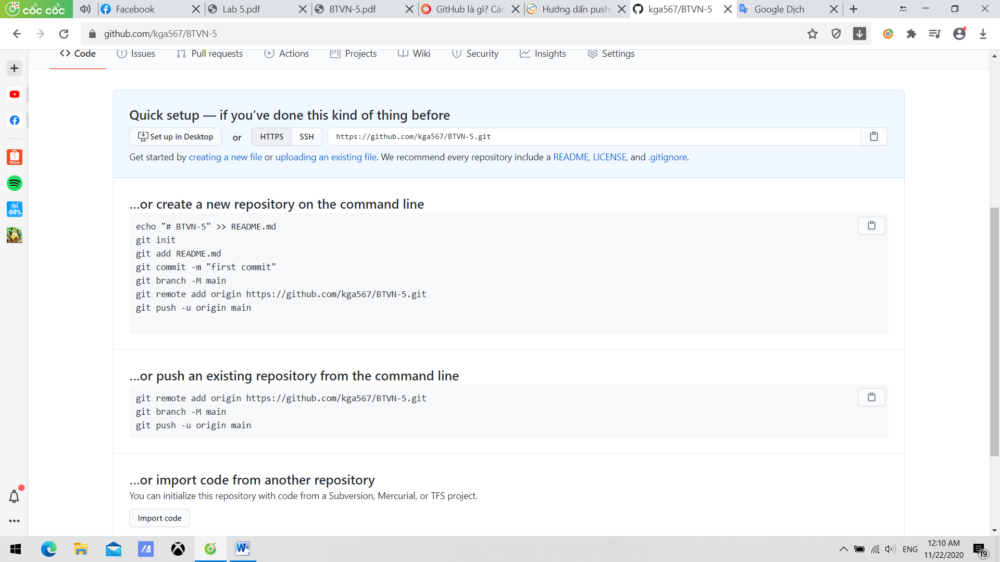 cốc cốc
Facebook
Lab 5.pdf
BTVN-5.pdf
GitHub là gì? Các
Hướng dẩn push
kga567/BTVN-5
Google Dịch
github.com/kga567/BTVN-5
Code
Issues
Pull requests
Actions
Projects
Wiki
Security
Insights
Settings
Quick setup — if you’ve done this kind of thing before
Set up in Desktop
or
HTTPS
SSH
https://github.com/kga567/BTVN-5.git
Get started by creating a new file or uploading an existing file. We recommend every repository include a README, LICENSE, and .gitignore.
Shopee
TIKI
-50%
…or create a new repository on the command line
echo "# BTVN-5" >> README.md
git init
git add README.md
git commit -m "first commit"
git branch -M main
git remote add origin https://github.com/kga567/BTVN-5.git
git push -u origin main
…or push an existing repository from the command line
git remote add origin https://github.com/kga567/BTVN-5.git
git branch -M main
git push -u origin main
…or import code from another repository
You can initialize this repository with code from a Subversion, Mercurial, or TFS project.
Import code
ENG
12:10 AM
11/22/2020
19